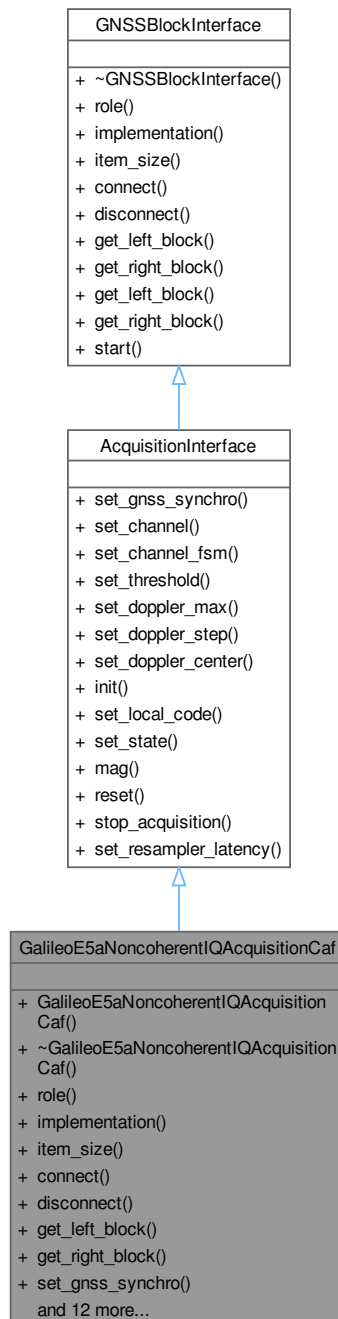 GNSSBlockInterface
+ ~GNSSBlockInterface()
+ role()
+ implementation()
+ item_size()
+ connect()
+ disconnect()
+ get_left_block()
+ get_right_block()
+ get_left_block()
+ get_right_block()
+ start()
AcquisitionInterface
+ set_gnss_synchro()
+ set_channel()
+ set_channel_fsm()
+ set_threshold()
+ set_doppler_max()
+ set_doppler_step()
+ set_doppler_center()
+ init()
+ set_local_code()
+ set_state()
+ mag()
+ reset()
+ stop_acquisition()
+ set_resampler_latency()
GalileoE5aNoncoherentIQAcquisitionCaf
+ GalileoE5aNoncoherentIQAcquisition
Caf()
+ ~GalileoE5aNoncoherentIQAcquisition
Caf()
+ role()
+ implementation()
+ item_size()
+ connect()
+ disconnect()
+ get_left_block()
+ get_right_block()
+ set_gnss_synchro()
and 12 more...